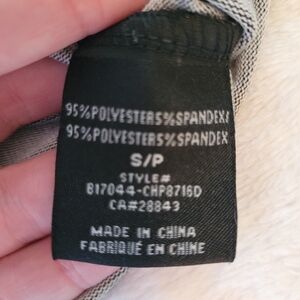 95%POLYESTER5%SPANDEX
95%POLYESTER5%SPANDEX
S/P
STYLE#
B17044-CHP8716D
CA#28843
MADE IN CHINA
FABRIQUÉ EN CHINE